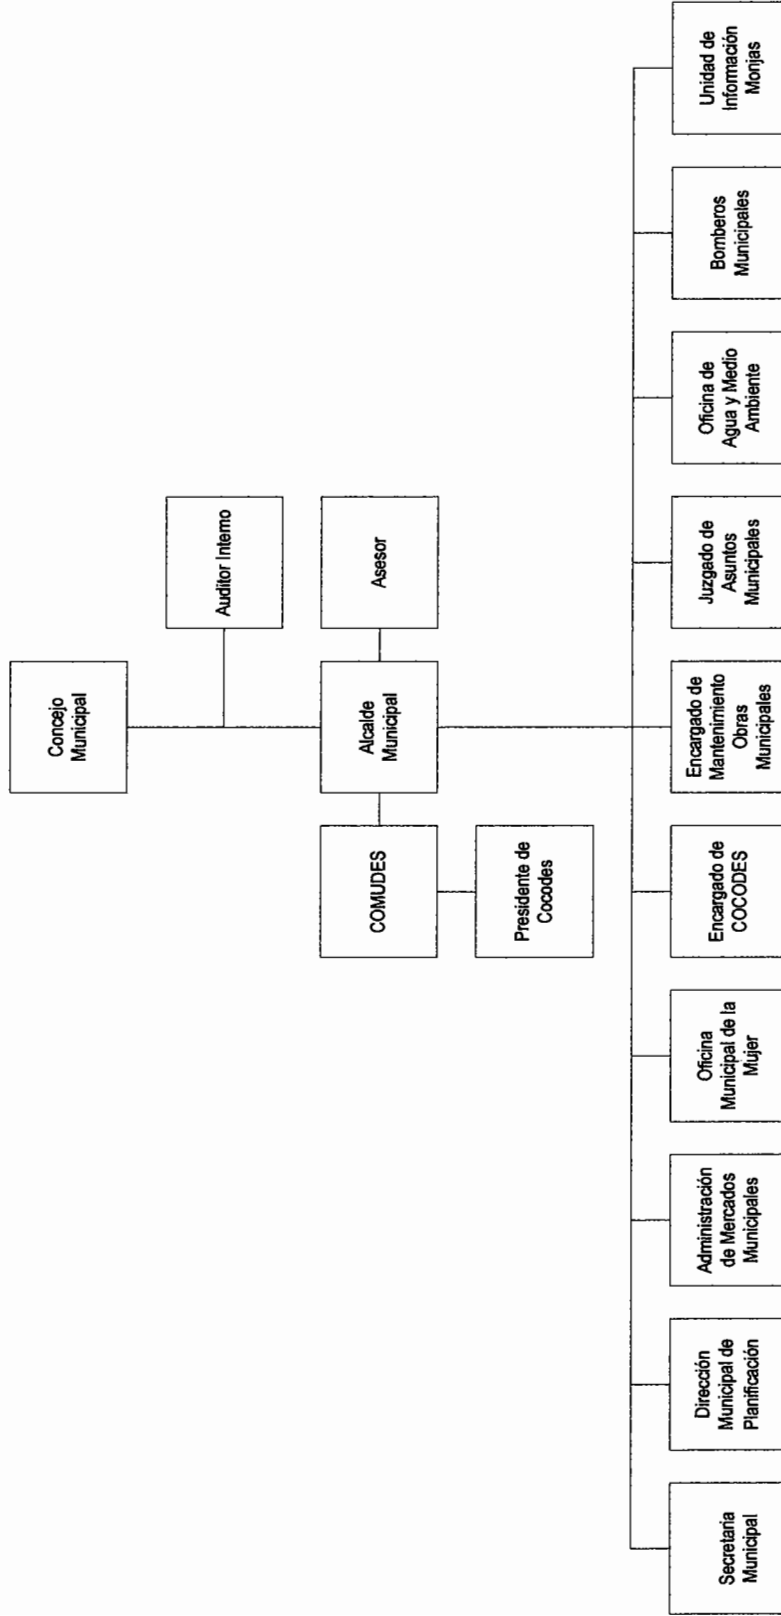 Concejo
Municipal
Auditor Interno
COMUDES
Alcalde
Municipal
Asesor
Presidente de
Cocodes
Secretaria
Municipal
Dirección
Municipal de
Planificación
Administración
de Mercados
Municipales
Oficina
Municipal de la
Mujer
Encargado de
COCODES
Encargado de
Mantenimiento
Obras
Municipales
Juzgado de
Asuntos
Municipales
Oficina de
Agua y Medio
Ambiente
Bomberos
Municipales
Unidad de
Información
Monjas